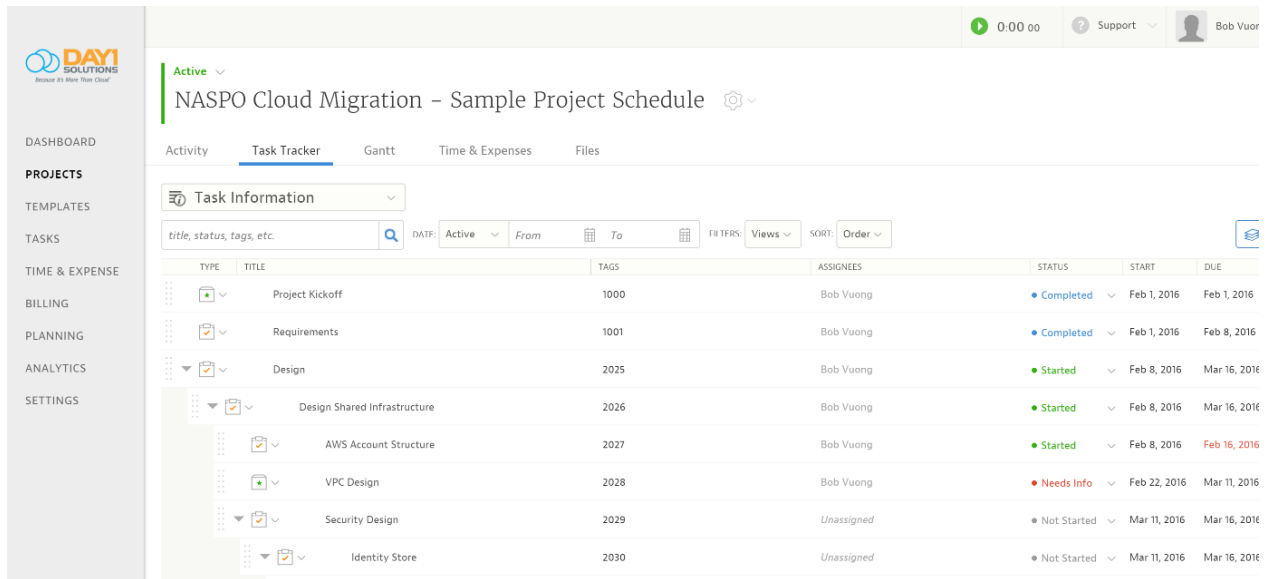 0:00 00
Support
Bob Vuon
DAY1
SOLUTIONS
Because It's More Than Cloud
Active
NASPO Cloud Migration – Sample Project Schedule
DASHBOARD
PROJECTS
TEMPLATES
TASKS
TIME & EXPENSE
BILLING
PLANNING
ANALYTICS
SETTINGS
Activity Task Tracker Gantt Time & Expenses Files
Task Information
title, status, tags, etc. DATE: Active From To FILTERS: Views SORT: Order
TYPE TITLE TAGS ASSIGNEES STATUS START DUE
Project Kickoff 1000 Bob Vuong Completed Feb 1, 2016 Feb 1, 2016
Requirements 1001 Bob Vuong Completed Feb 1, 2016 Feb 8, 2016
Design 2025 Bob Vuong Started Feb 8, 2016 Mar 16, 2016
Design Shared Infrastructure 2026 Bob Vuong Started Feb 8, 2016 Mar 16, 2016
AWS Account Structure 2027 Bob Vuong Started Feb 8, 2016 Feb 16, 2016
VPC Design 2028 Bob Vuong Needs Info Feb 22, 2016 Mar 11, 2016
Security Design 2029 Unassigned Not Started Mar 11, 2016 Mar 16, 2016
Identity Store 2030 Unassigned Not Started Mar 11, 2016 Mar 16, 2016